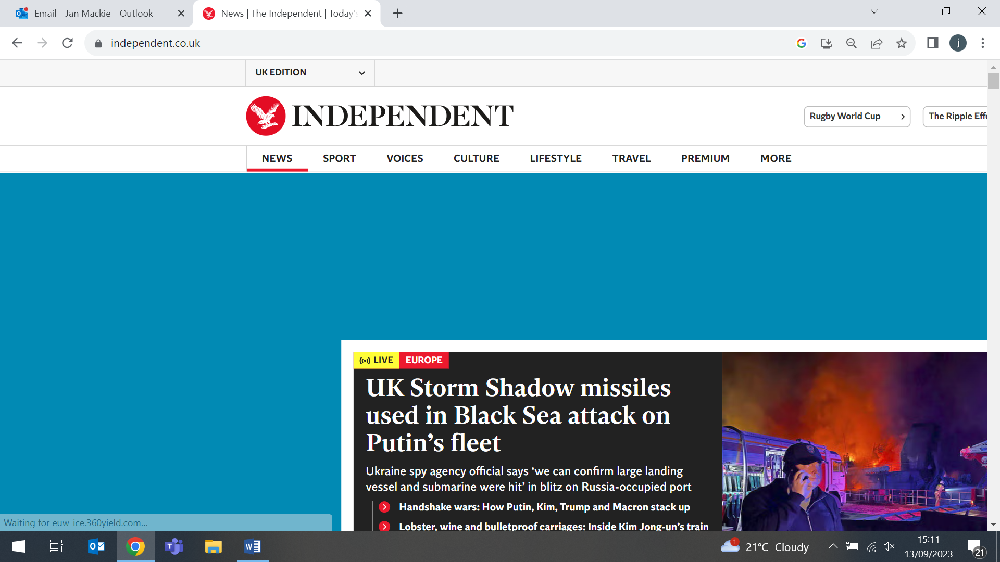 Email - Jan Mackie - Outlook
News | The Independent | Today's
independent.co.uk
j
UK EDITION
INDEPENDENT
Rugby World Cup
The Ripple Effe
NEWS SPORT VOICES CULTURE LIFESTYLE TRAVEL PREMIUM MORE
LIVE EUROPE
UK Storm Shadow missiles
used in Black Sea attack on
Putin’s fleet
Ukraine spy agency official says ‘we can confirm large landing
vessel and submarine were hit’ in blitz on Russia-occupied port
Handshake wars: How Putin, Kim, Trump and Macron stack up
Lobster, wine and bulletproof carriages: Inside Kim Jong-un’s train
Waiting for euw-ice.360yield.com...
1
21°C Cloudy
15:11
13/09/2023
21